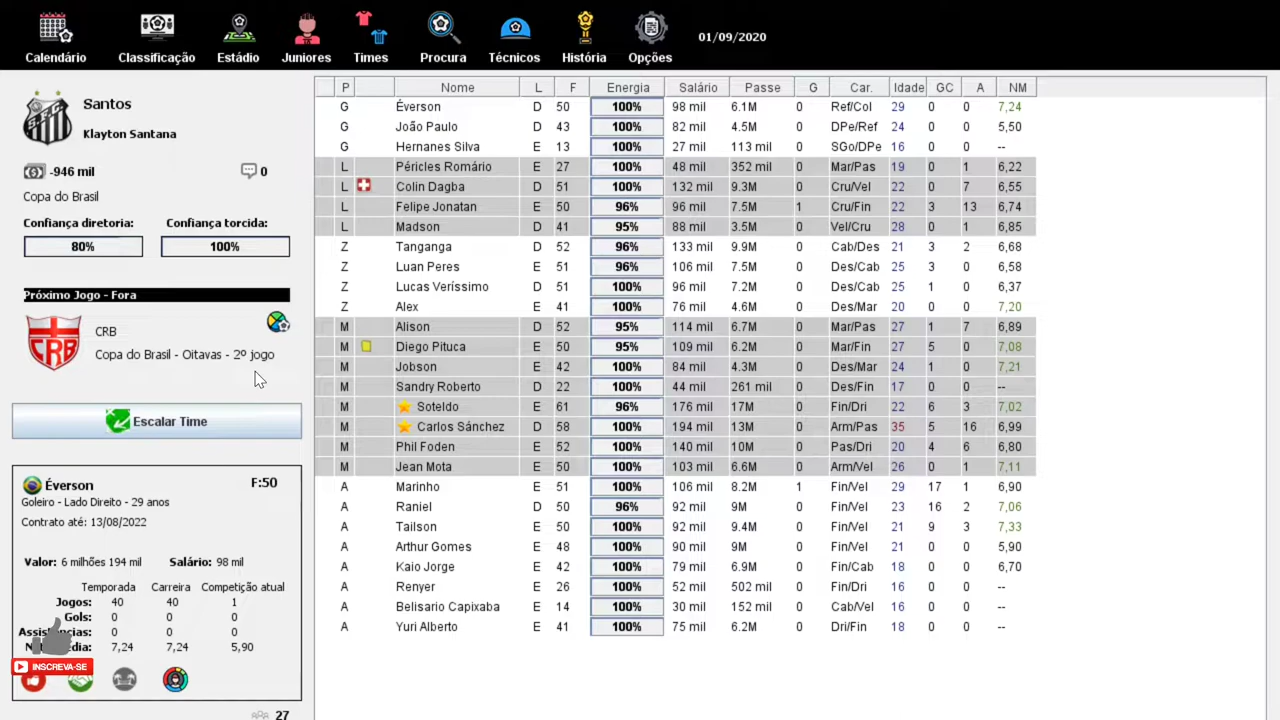 Calendário Classificação Estádio Juniores Times Procura Técnicos História Opções 01/09/2020
Santos
Klayton Santana
-946 mil 0
Copa do Brasil
Confiança diretoria: Confiança torcida:
80% 100%
Próximo Jogo - Fora
CRB
CRB
Copa do Brasil - Oitavas - 2º jogo
Escalar Time
Éverson F:50
Goleiro - Lado Direito - 29 anos
Contrato até: 13/08/2022
Valor: 6 milhões 194 mil Salário: 98 mil
Temporada Carreira Competição atual
Jogos: 40 40 1
Gols: 0 0 0
0 0 0
7,24 7,24 5,90
INSCREVA-SE
27
P Nome L F Energia Salário Passe G Car. Idade GC A NM
G Éverson D 50 100% 98 mil 6.1M 0 Ref/Col 29 0 0 7,24
G João Paulo D 43 100% 82 mil 4.5M 0 DPe/Ref 24 0 0 5,50
G Hernanes Silva E 13 100% 27 mil 113 mil 0 SGo/DPe 16 0 0 --
L Péricles Romário E 27 100% 48 mil 352 mil 0 Mar/Pas 19 0 1 6,22
L Colin Dagba D 51 100% 132 mil 9.3M 0 Cru/Vel 22 0 7 6,55
L Felipe Jonatan E 50 96% 96 mil 7.5M 1 Cru/Fin 22 3 13 6,74
L Madson D 41 95% 88 mil 3.5M 0 Vel/Cru 28 0 1 6,85
Z Tanganga D 52 96% 133 mil 9.9M 0 Cab/Des 21 3 2 6,68
Z Luan Peres E 51 96% 106 mil 7.5M 0 Des/Cab 25 3 0 6,58
Z Lucas Veríssimo D 51 100% 96 mil 7.2M 0 Des/Cab 25 1 0 6,37
Z Alex E 41 100% 76 mil 4.6M 0 Des/Mar 20 0 0 7,20
M Alison D 52 95% 114 mil 6.7M 0 Mar/Pas 27 1 7 6,89
M Diego Pituca E 50 95% 109 mil 6.2M 0 Mar/Fin 27 5 5 7,08
M Jobson E 42 100% 84 mil 4.3M 0 Des/Mar 24 1 0 7,21
M Sandry Roberto D 22 100% 44 mil 261 mil 0 Des/Fin 17 0 0 --
M Soteldo E 61 96% 176 mil 17M 0 Fin/Dri 22 6 3 7,02
M Carlos Sánchez D 58 100% 194 mil 13M 0 Arm/Pas 35 5 16 6,99
M Phil Foden E 52 100% 140 mil 10M 0 Pas/Dri 20 4 6 6,80
M Jean Mota E 50 100% 103 mil 6.6M 0 Arm/Vel 26 0 1 7,11
A Marinho E 51 100% 106 mil 6.2M 1 Fin/Vel 29 17 1 6,90
A Raniel D 50 96% 92 mil 9M 0 Fin/Vel 23 16 2 7,06
A Tailson E 50 100% 92 mil 9.4M 0 Fin/Vel 21 9 3 7,33
A Arthur Gomes E 48 100% 90 mil 9M 0 Fin/Vel 21 0 0 5,90
A Kaio Jorge E 42 100% 79 mil 6.9M 0 Fin/Cab 18 0 0 6,70
A Renyer E 26 100% 52 mil 502 mil 0 Fin/Dri 16 0 0 --
A Belisario Capixaba E 14 100% 30 mil 152 mil 0 Cab/Vel 16 0 0 --
A Yuri Alberto E 41 100% 75 mil 6.2M 0 Dri/Fin 18 0 0 --